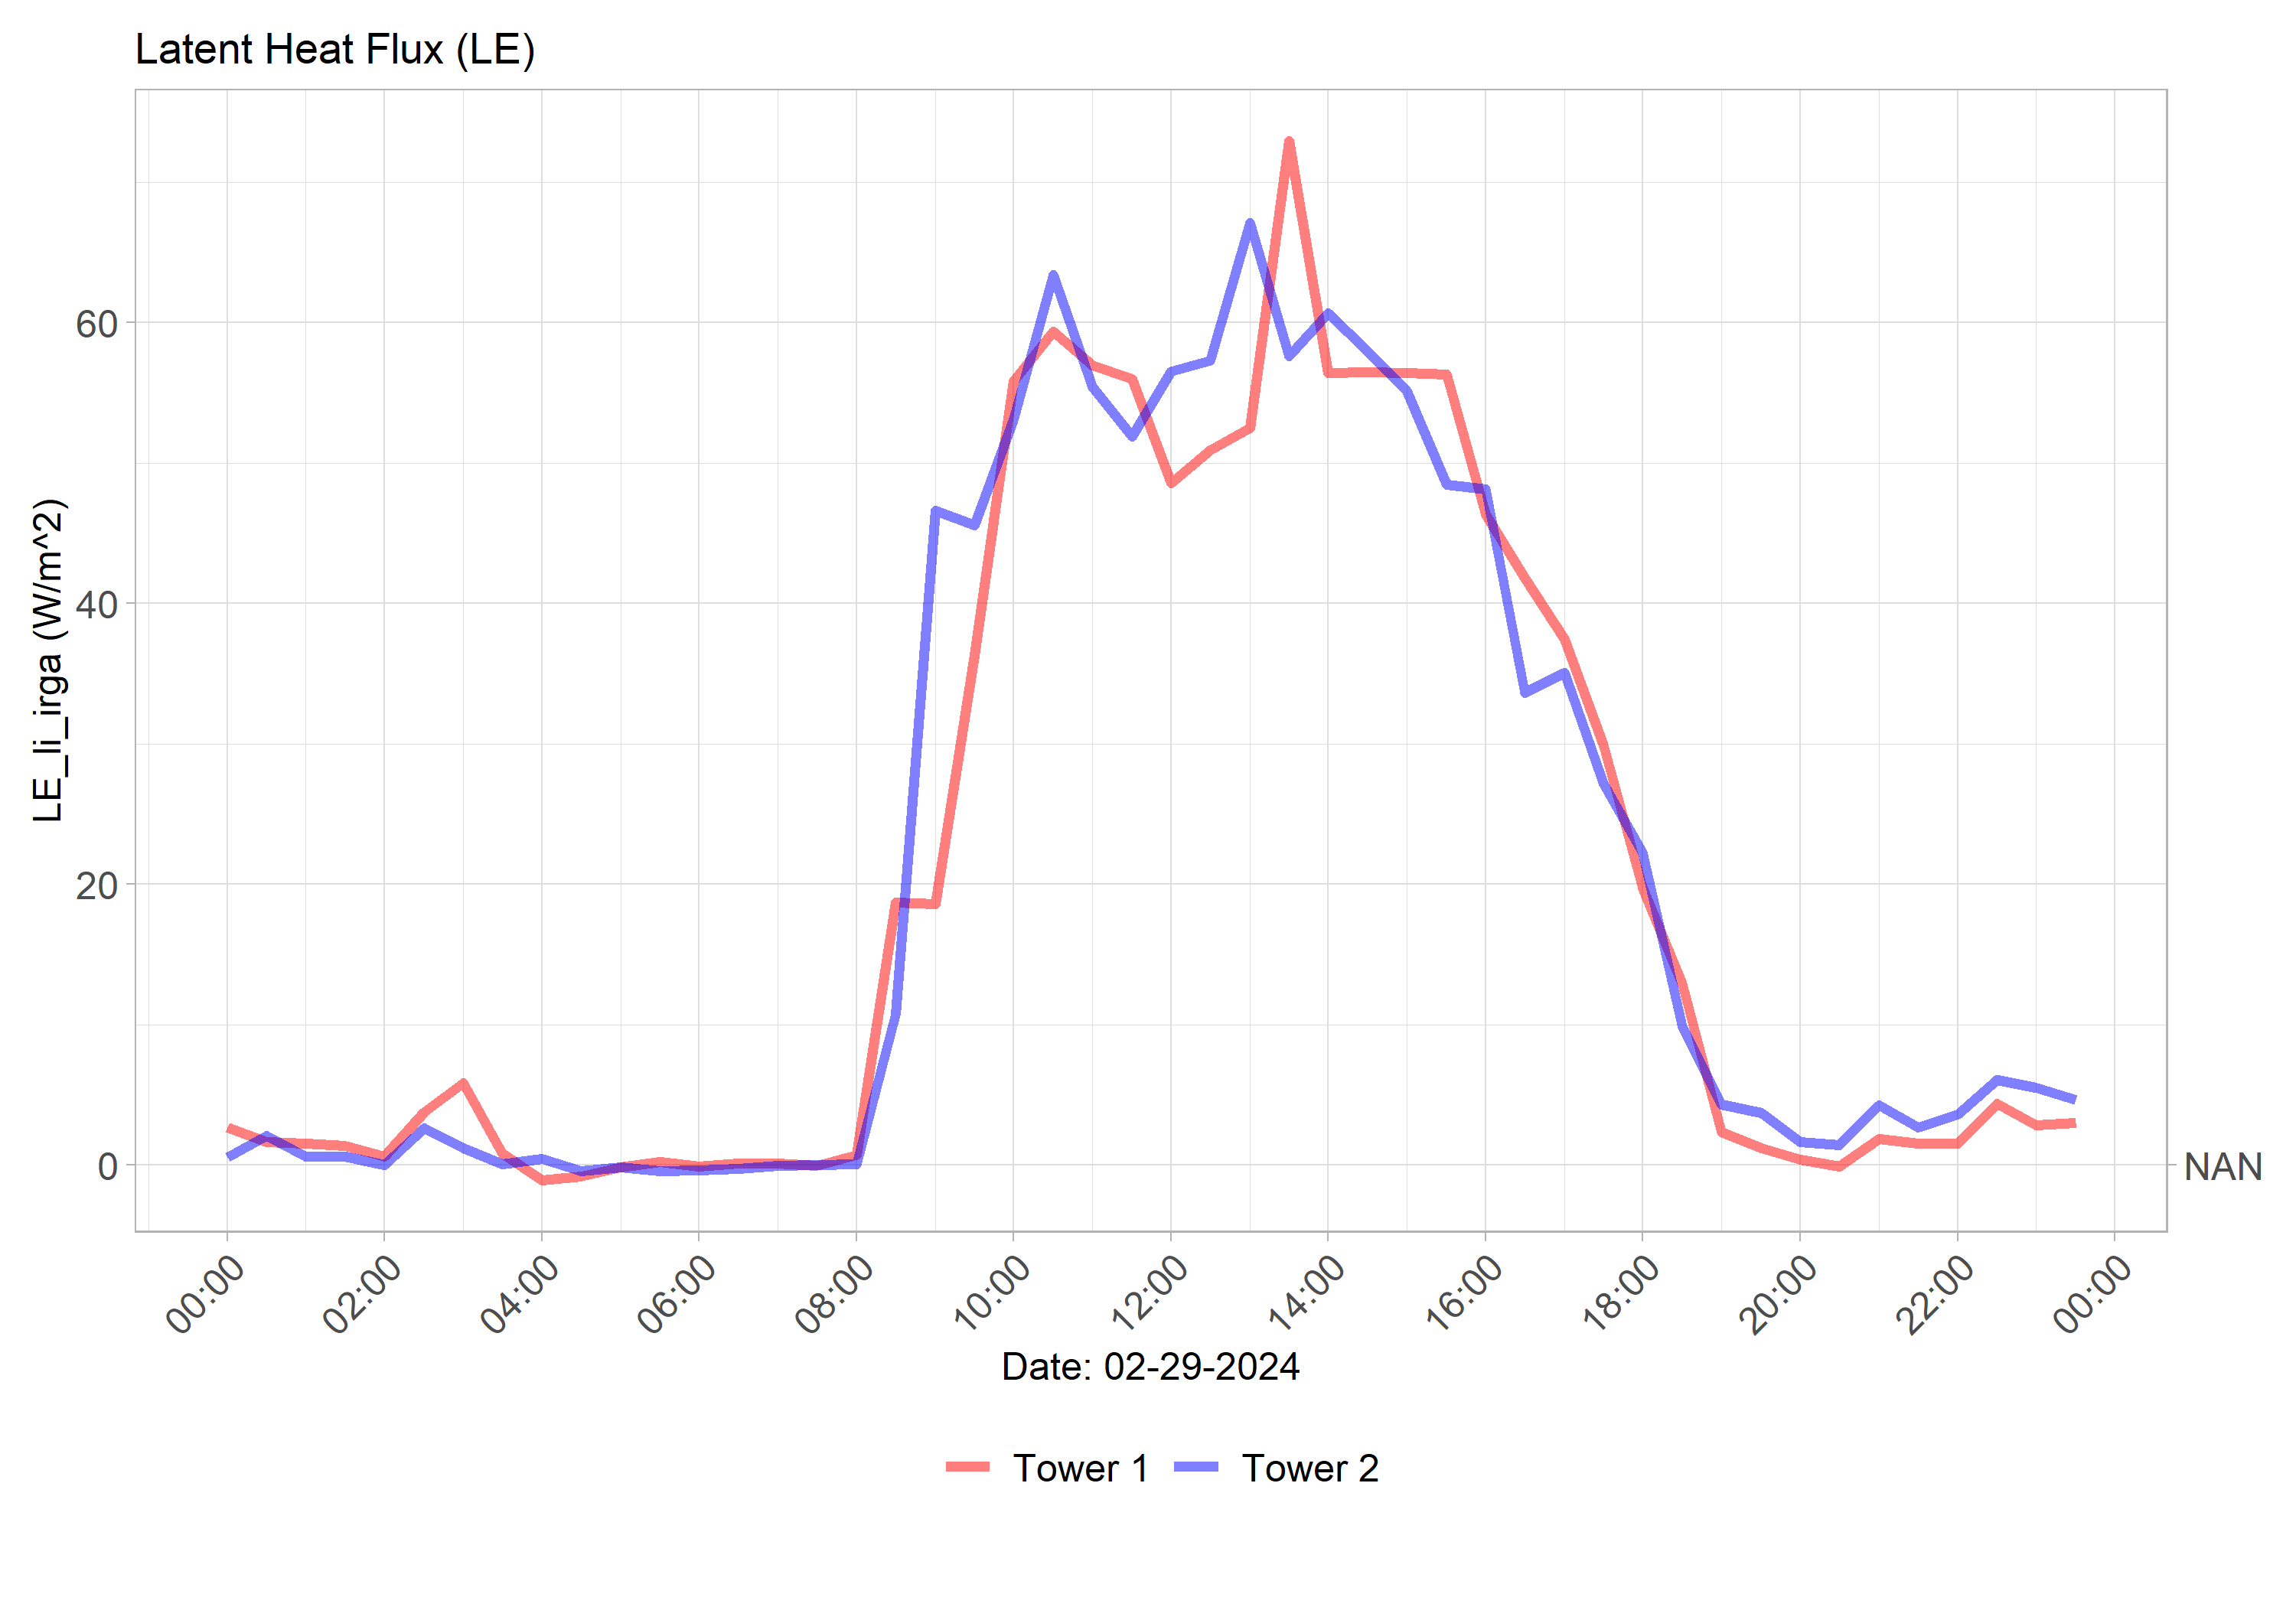 Latent Heat Flux (LE)
LE_li_irga (W/m^2)
60
40
20
0
NAN
00:00 02:00 04:00 06:00 08:00 10:00 12:00 14:00 16:00 18:00 20:00 22:00 00:00
Date: 02-29-2024
Tower 1 Tower 2